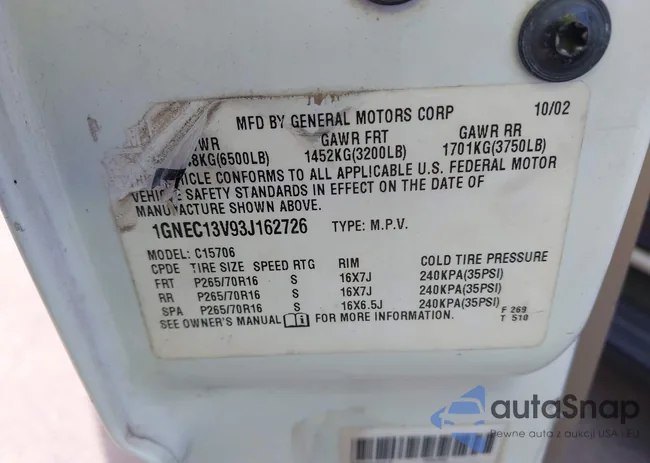 MFD BY GENERAL MOTORS CORP 10/02
GAWR FRT GAWR RR
8KG(6500LB) 1452KG(3200LB) 1701KG(3750LB)
VEHICLE CONFORMS TO ALL APPLICABLE U.S. FEDERAL MOTOR
VEHICLE SAFETY STANDARDS IN EFFECT ON THE DATE OF
MANUFACTURE SHOWN ABOVE.
1GNEC13V93J162726 TYPE: M.P.V.
MODEL: C15706
CPDE TIRE SIZE SPEED RTG RIM COLD TIRE PRESSURE
FRT P265/70R16 S 16X7J 240KPA(35PSI)
RR P265/70R16 S 16X7J 240KPA(35PSI)
SPA P265/70R16 S 16X6.5J 240KPA(35PSI)
SEE OWNER'S MANUAL FOR MORE INFORMATION.
F 269
T 510
autoSnap
Pewne auta z aukcji USA i EU